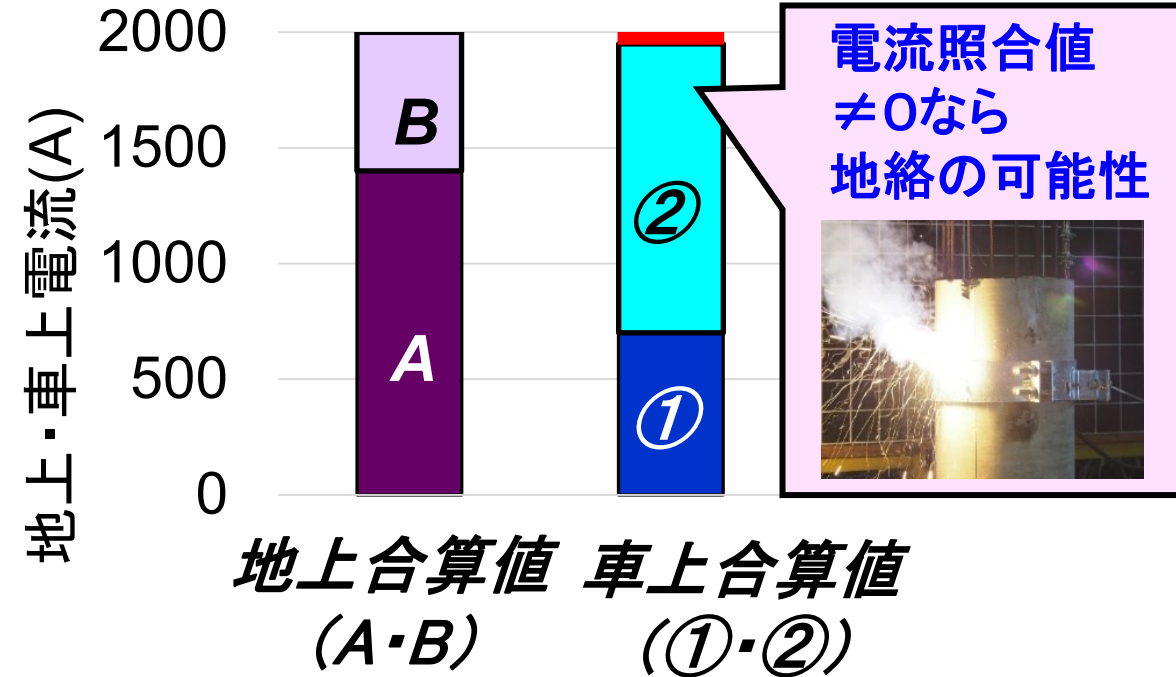 地上・車上電流(A)
2000
1500
1000
500
0
B
A
②
①
地上合算値
(A・B)
車上合算値
(①・②)
電流照合値
≠0なら
地絡の可能性